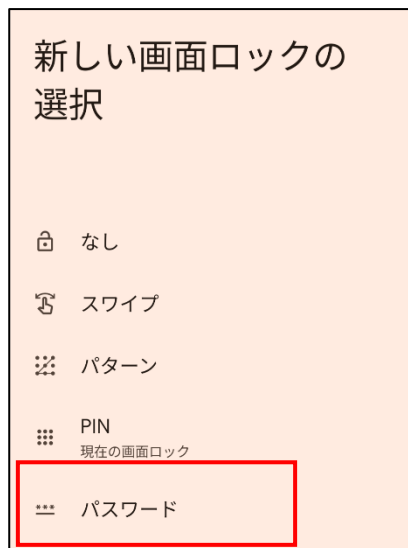 新しい画面ロックの
選択
なし
スワイプ
パターン
PIN
現在の画面ロック
パスワード